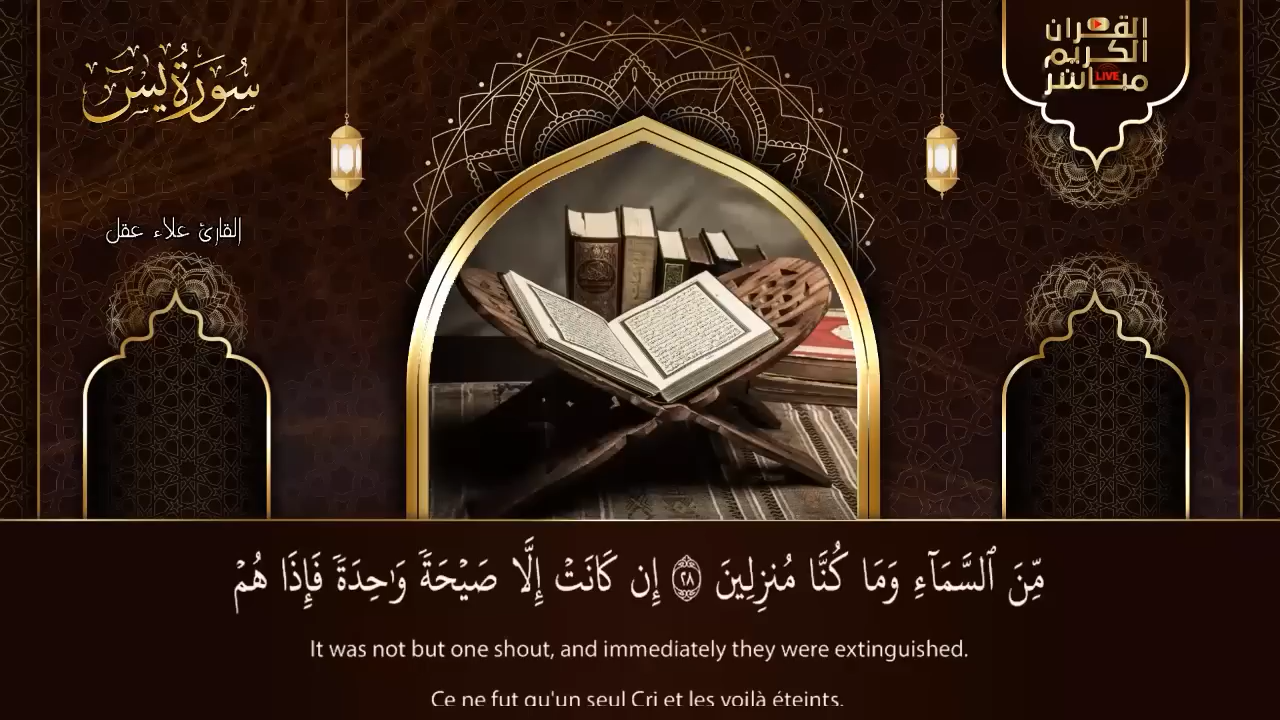 سُورَةُ يس
القرآن
الكريم
مباشر
LIVE
القارئ علاء عقل
مِّنَ ٱلسَّمَآءِ وَمَا كُنَّا مُنزِلِينَ ٢٨ إِن كَانَتْ إِلَّا صَيْحَةً وَٰحِدَةً فَإِذَا هُمْ
It was not but one shout, and immediately they were extinguished.
Ce ne fut qu'un seul Cri et les voilà éteints.